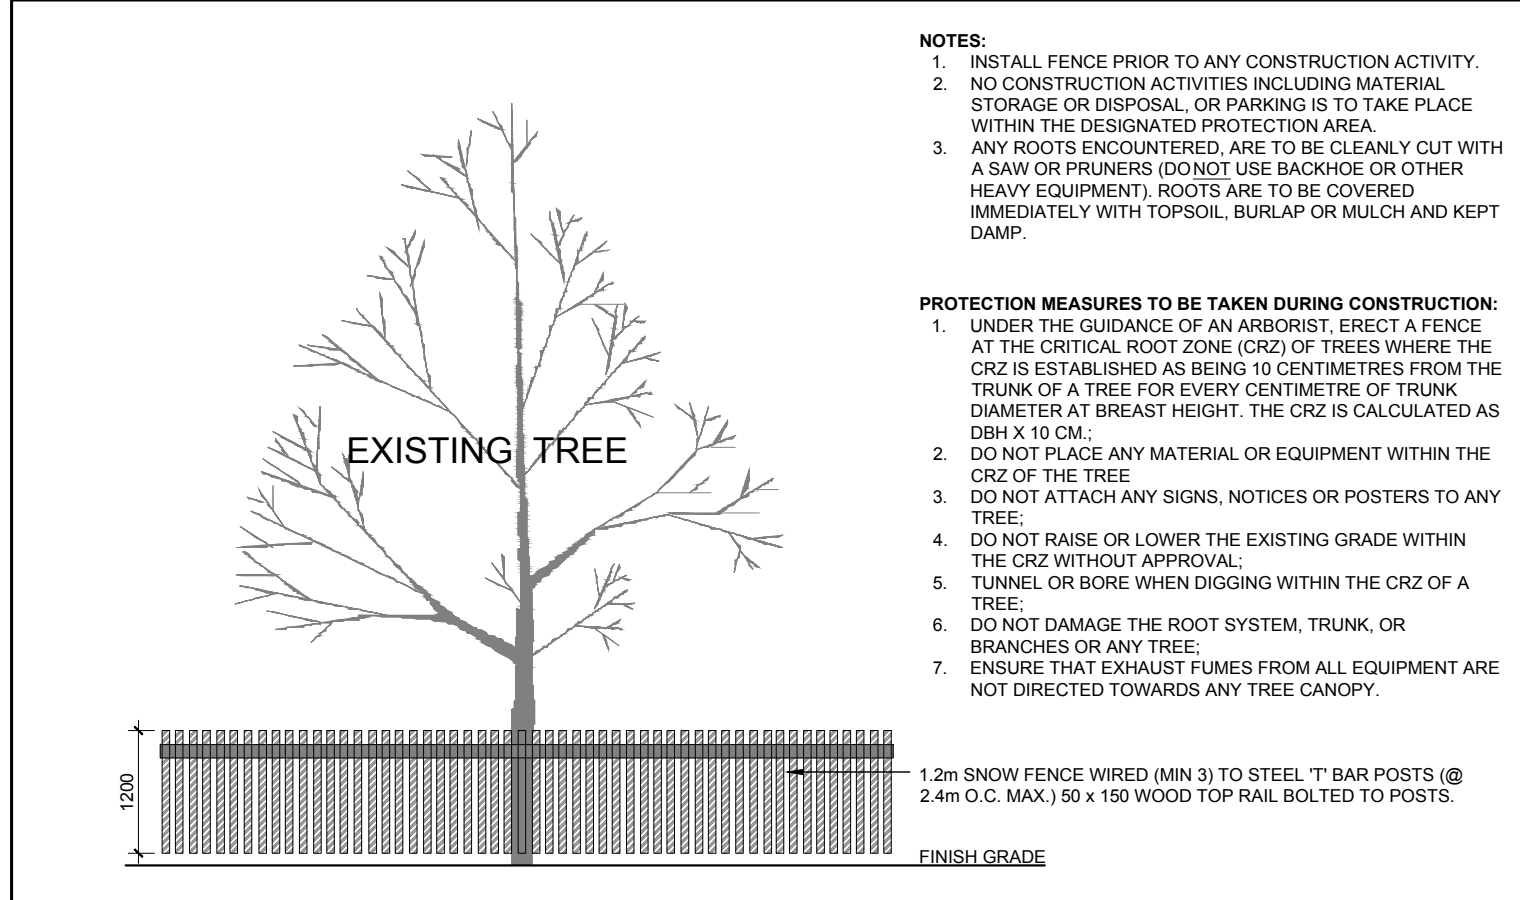 NOTES:
1. INSTALL FENCE PRIOR TO ANY CONSTRUCTION ACTIVITY.
2. NO CONSTRUCTION ACTIVITIES INCLUDING MATERIAL
STORAGE OR DISPOSAL, OR PARKING IS TO TAKE PLACE
WITHIN THE DESIGNATED PROTECTION AREA.
3. ANY ROOTS ENCOUNTERED, ARE TO BE CLEANLY CUT WITH
A SAW OR PRUNERS (DO NOT USE BACKHOE OR OTHER
HEAVY EQUIPMENT). ROOTS ARE TO BE COVERED
IMMEDIATELY WITH TOPSOIL, BURLAP OR MULCH AND KEPT
DAMP.
PROTECTION MEASURES TO BE TAKEN DURING CONSTRUCTION:
1. UNDER THE GUIDANCE OF AN ARBORIST, ERECT A FENCE
AT THE CRITICAL ROOT ZONE (CRZ) OF TREES WHERE THE
CRZ IS ESTABLISHED AS BEING 10 CENTIMETRES FROM THE
TRUNK OF A TREE FOR EVERY CENTIMETRE OF TRUNK
DIAMETER AT BREAST HEIGHT. THE CRZ IS CALCULATED AS
DBH X 10 CM.;
2. DO NOT PLACE ANY MATERIAL OR EQUIPMENT WITHIN THE
CRZ OF THE TREE
3. DO NOT ATTACH ANY SIGNS, NOTICES OR POSTERS TO ANY
TREE;
4. DO NOT RAISE OR LOWER THE EXISTING GRADE WITHIN
THE CRZ WITHOUT APPROVAL;
5. TUNNEL OR BORE WHEN DIGGING WITHIN THE CRZ OF A
TREE;
6. DO NOT DAMAGE THE ROOT SYSTEM, TRUNK, OR
BRANCHES OR ANY TREE;
7. ENSURE THAT EXHAUST FUMES FROM ALL EQUIPMENT ARE
NOT DIRECTED TOWARDS ANY TREE CANOPY.
EXISTING TREE
1200
1.2m SNOW FENCE WIRED (MIN 3) TO STEEL 'T' BAR POSTS (@
2.4m O.C. MAX.) 50 x 150 WOOD TOP RAIL BOLTED TO POSTS.
FINISH GRADE